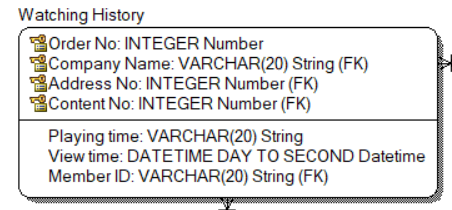 Watching History
Order No: INTEGER Number
Company Name: VARCHAR(20) String (FK)
Address No: INTEGER Number (FK)
Content No: INTEGER Number (FK)
Playing time: VARCHAR(20) String
View time: DATETIME DAY TO SECOND Datetime
Member ID: VARCHAR(20) String (FK)